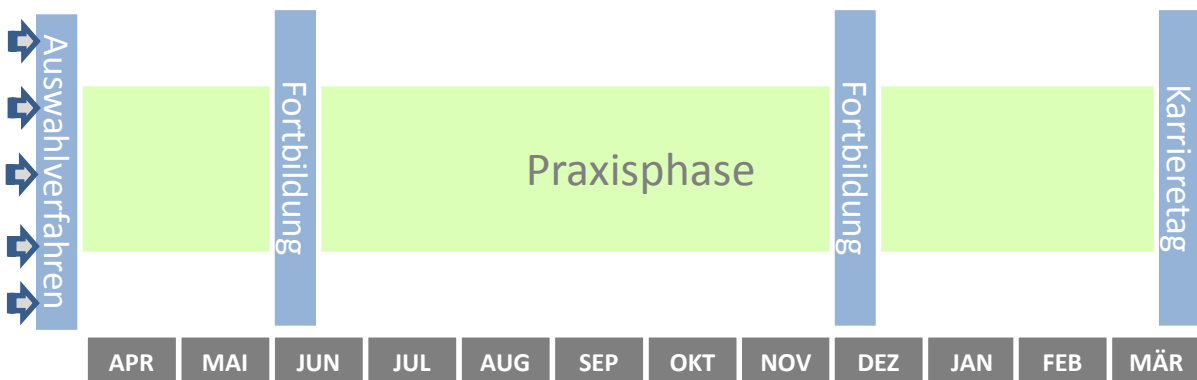 Auswahlverfahren
Fortbildung
Praxisphase
Fortbildung
Karrieretag
APR MAI JUN JUL AUG SEP OKT NOV DEZ JAN FEB MÄR